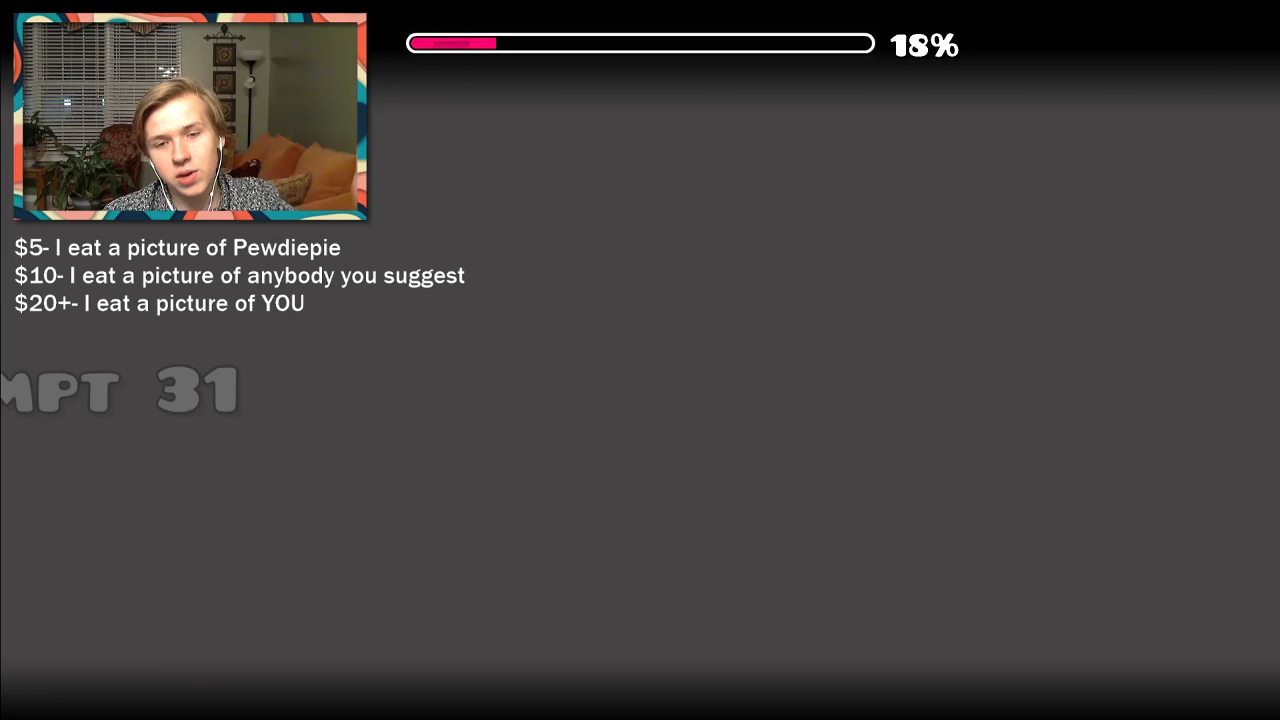 18%
$5- I eat a picture of Pewdiepie
$10- I eat a picture of anybody you suggest
$20+- I eat a picture of YOU
MPT 31